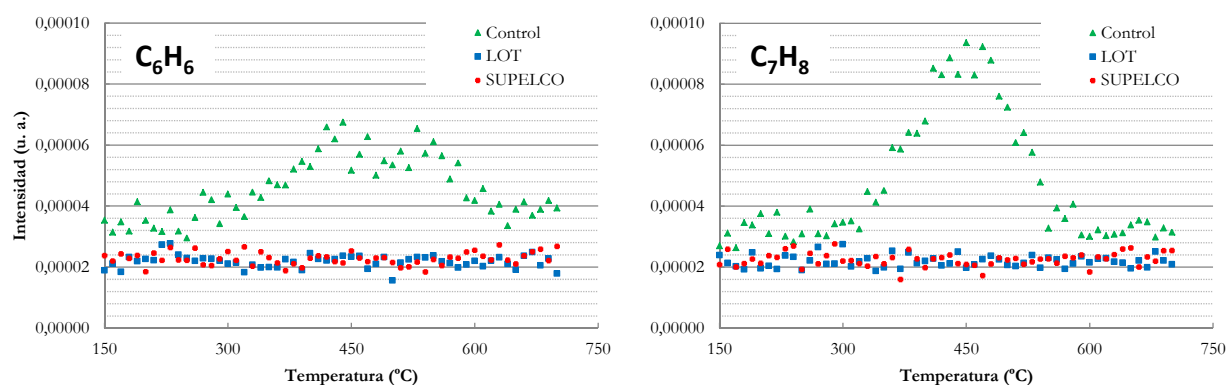 0,00010
0,00008
0,00006
0,00004
0,00002
0,00000
Intensidad (u. a.)
C6H6
Control
LOT
SUPELCO
150
300
450
600
750
Temperatura (ºC)
0,00010
0,00008
0,00006
0,00004
0,00002
0,00000
C7H8
Control
LOT
SUPELCO
150
300
450
600
750
Temperatura (ºC)